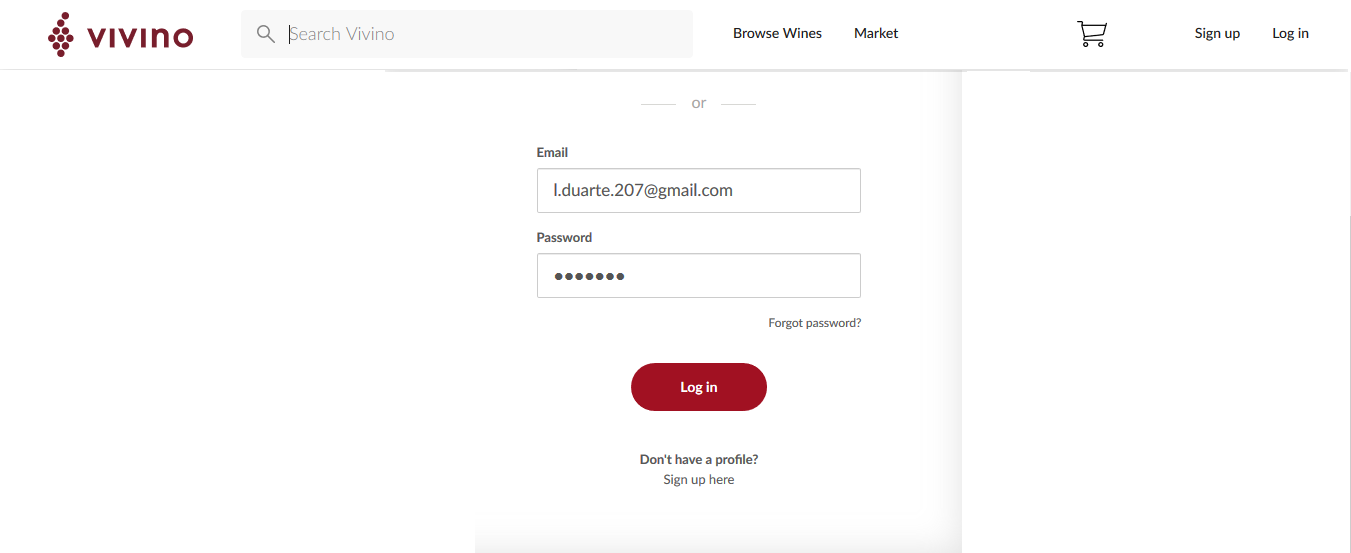 VIVINO
Search Vivino
Browse Wines
Market
Sign up
Log in
or
Email
l.duarte.207@gmail.com
Password
•••••••
Forgot password?
Log in
Don't have a profile?
Sign up here